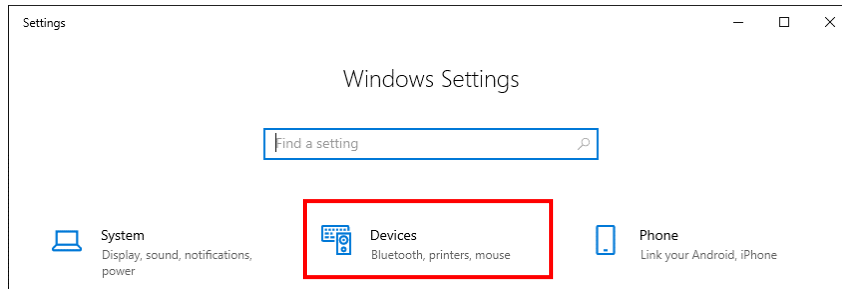 Settings
Windows Settings
Find a setting
System
Display, sound, notifications,
power
Devices
Bluetooth, printers, mouse
Phone
Link your Android, iPhone